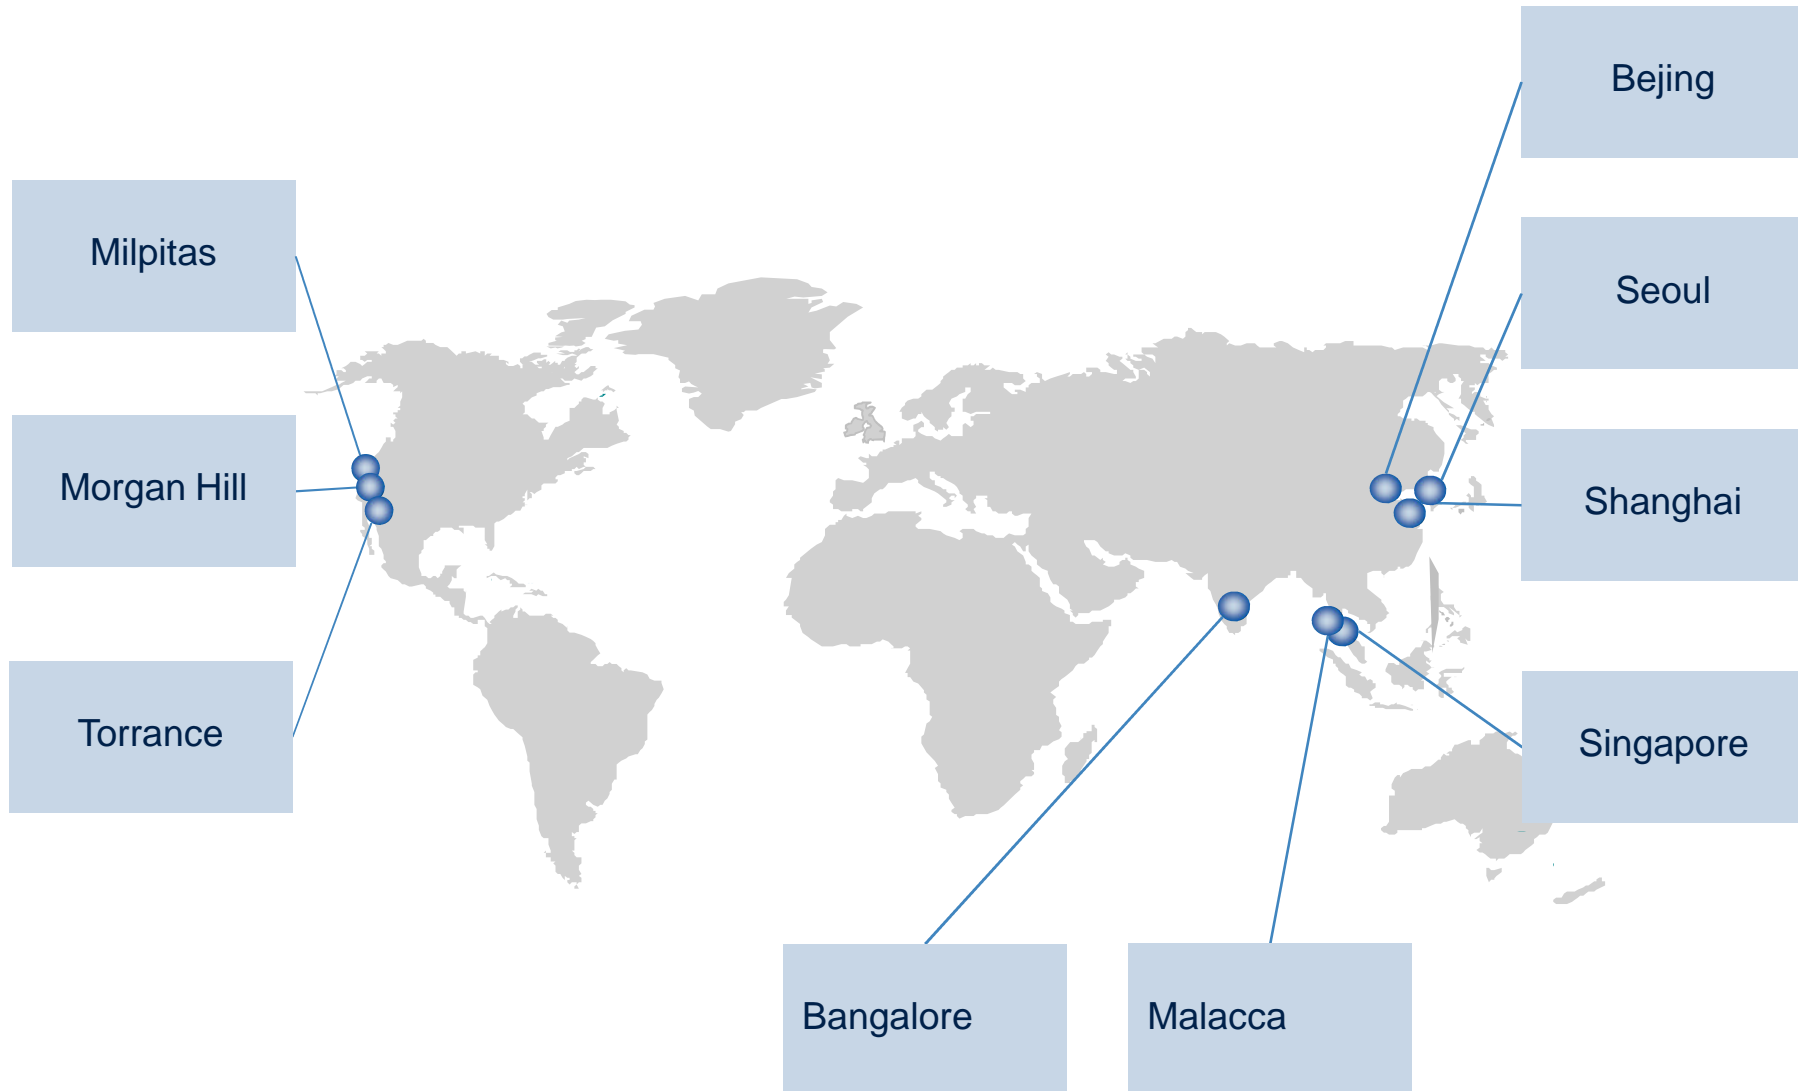 Bejing
Milpitas
Seoul
Morgan Hill
Shanghai
Torrance
Singapore
Bangalore
Malacca